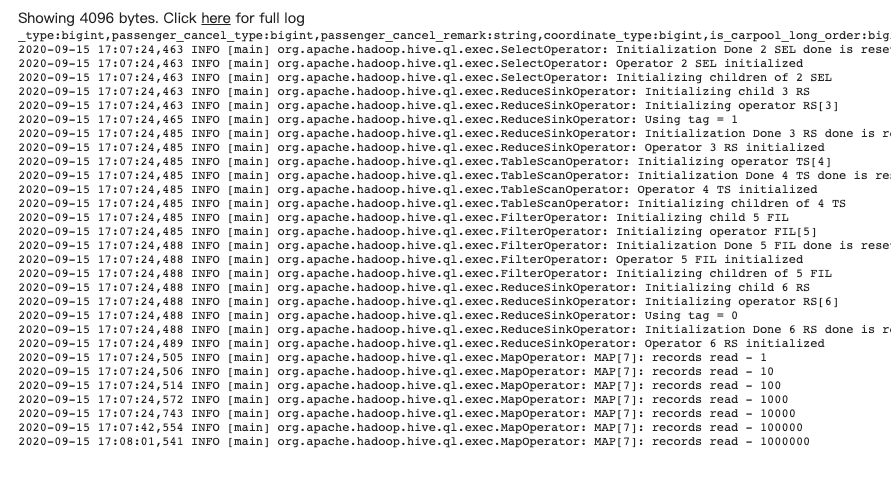 Showing 4096 bytes. Click here for full log
_type:bigint,passenger_cancel_type:bigint,passenger_cancel_remark:string,coordinate_type:bigint,is_carpool_long_order:big
2020-09-15 17:07:24,463 INFO [main] org.apache.hadoop.hive.ql.exec.SelectOperator: Initialization Done 2 SEL done is rese
2020-09-15 17:07:24,463 INFO [main] org.apache.hadoop.hive.ql.exec.SelectOperator: Operator 2 SEL initialized
2020-09-15 17:07:24,463 INFO [main] org.apache.hadoop.hive.ql.exec.SelectOperator: Initializing children of 2 SEL
2020-09-15 17:07:24,463 INFO [main] org.apache.hadoop.hive.ql.exec.ReduceSinkOperator: Initializing child 3 RS
2020-09-15 17:07:24,463 INFO [main] org.apache.hadoop.hive.ql.exec.ReduceSinkOperator: Initializing operator RS[3]
2020-09-15 17:07:24,465 INFO [main] org.apache.hadoop.hive.ql.exec.ReduceSinkOperator: Using tag = 1
2020-09-15 17:07:24,485 INFO [main] org.apache.hadoop.hive.ql.exec.ReduceSinkOperator: Initialization Done 3 RS done is re
2020-09-15 17:07:24,485 INFO [main] org.apache.hadoop.hive.ql.exec.ReduceSinkOperator: Operator 3 RS initialized
2020-09-15 17:07:24,485 INFO [main] org.apache.hadoop.hive.ql.exec.TableScanOperator: Initializing operator TS[4]
2020-09-15 17:07:24,485 INFO [main] org.apache.hadoop.hive.ql.exec.TableScanOperator: Initialization Done 4 TS done is res
2020-09-15 17:07:24,485 INFO [main] org.apache.hadoop.hive.ql.exec.TableScanOperator: Operator 4 TS initialized
2020-09-15 17:07:24,485 INFO [main] org.apache.hadoop.hive.ql.exec.TableScanOperator: Initializing children of 4 TS
2020-09-15 17:07:24,485 INFO [main] org.apache.hadoop.hive.ql.exec.FilterOperator: Initializing child 5 FIL
2020-09-15 17:07:24,485 INFO [main] org.apache.hadoop.hive.ql.exec.FilterOperator: Initializing operator FIL[5]
2020-09-15 17:07:24,488 INFO [main] org.apache.hadoop.hive.ql.exec.FilterOperator: Initialization Done 5 FIL done is rese
2020-09-15 17:07:24,488 INFO [main] org.apache.hadoop.hive.ql.exec.FilterOperator: Operator 5 FIL initialized
2020-09-15 17:07:24,488 INFO [main] org.apache.hadoop.hive.ql.exec.FilterOperator: Initializing children of 5 FIL
2020-09-15 17:07:24,488 INFO [main] org.apache.hadoop.hive.ql.exec.ReduceSinkOperator: Initializing child 6 RS
2020-09-15 17:07:24,488 INFO [main] org.apache.hadoop.hive.ql.exec.ReduceSinkOperator: Initializing operator RS[6]
2020-09-15 17:07:24,488 INFO [main] org.apache.hadoop.hive.ql.exec.ReduceSinkOperator: Using tag = 0
2020-09-15 17:07:24,488 INFO [main] org.apache.hadoop.hive.ql.exec.ReduceSinkOperator: Initialization Done 6 RS done is re
2020-09-15 17:07:24,489 INFO [main] org.apache.hadoop.hive.ql.exec.ReduceSinkOperator: Operator 6 RS initialized
2020-09-15 17:07:24,505 INFO [main] org.apache.hadoop.hive.ql.exec.MapOperator: MAP[7]: records read - 1
2020-09-15 17:07:24,506 INFO [main] org.apache.hadoop.hive.ql.exec.MapOperator: MAP[7]: records read - 10
2020-09-15 17:07:24,514 INFO [main] org.apache.hadoop.hive.ql.exec.MapOperator: MAP[7]: records read - 100
2020-09-15 17:07:24,572 INFO [main] org.apache.hadoop.hive.ql.exec.MapOperator: MAP[7]: records read - 1000
2020-09-15 17:07:24,743 INFO [main] org.apache.hadoop.hive.ql.exec.MapOperator: MAP[7]: records read - 10000
2020-09-15 17:07:42,554 INFO [main] org.apache.hadoop.hive.ql.exec.MapOperator: MAP[7]: records read - 100000
2020-09-15 17:08:01,541 INFO [main] org.apache.hadoop.hive.ql.exec.MapOperator: MAP[7]: records read - 1000000